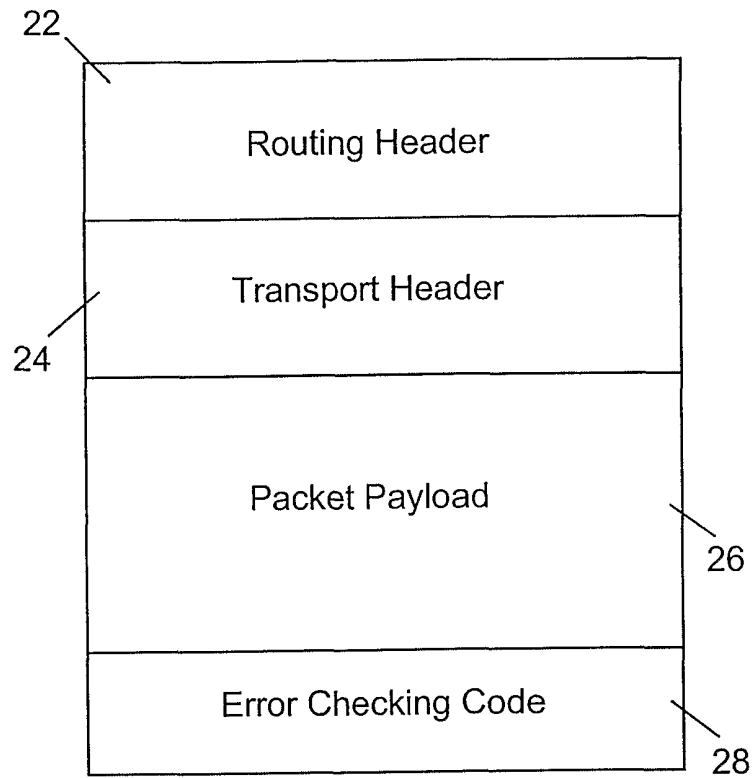 22
Routing Header
Transport Header
24
Packet Payload
26
Error Checking Code
28